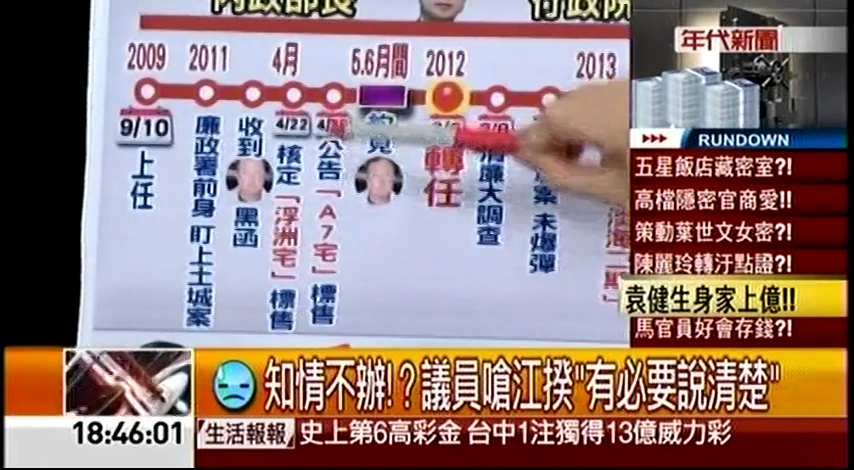 內政部長
行政院
2009
2011
4月
5.6月間
2012
2013
9/10
上任
廉政署前身 盯上土城案
收到
黑函
4/22
核定「浮洲宅」標售
公告「A7宅」標售
約見
轉任
清廉大調查
案 未爆彈
年代新聞
RUNDOWN
五星飯店藏密室?!
高檔隱密官商愛!!
策動葉世文女密?!
陳麗玲轉汙點證?!
袁健生身家上億!!
馬官員好會存錢?!
知情不辦!?議員嗆江揆"有必要說清楚"
18:46:01
生活報報
史上第6高彩金 台中1注獨得13億威力彩